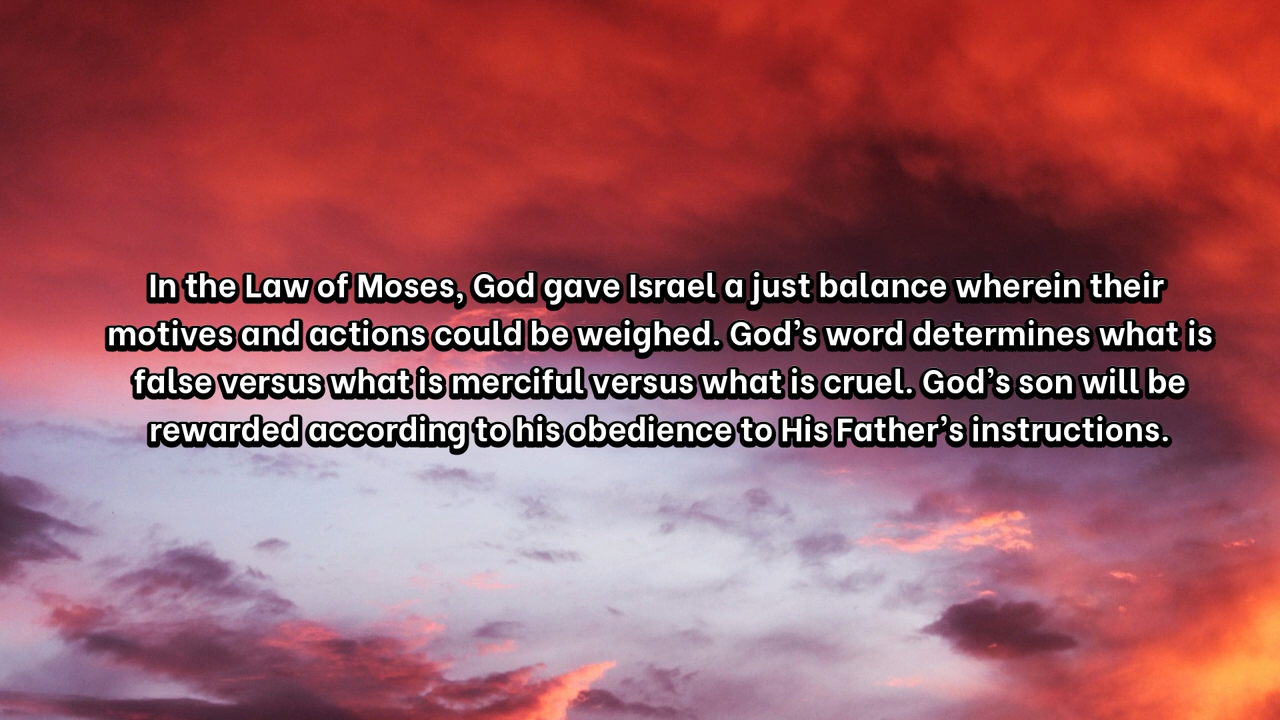 In the Law of Moses, God gave Israel a just balance wherein their
motives and actions could be weighed. God’s word determines what is
false versus what is merciful versus what is cruel. God’s son will be
rewarded according to his obedience to His Father’s instructions.